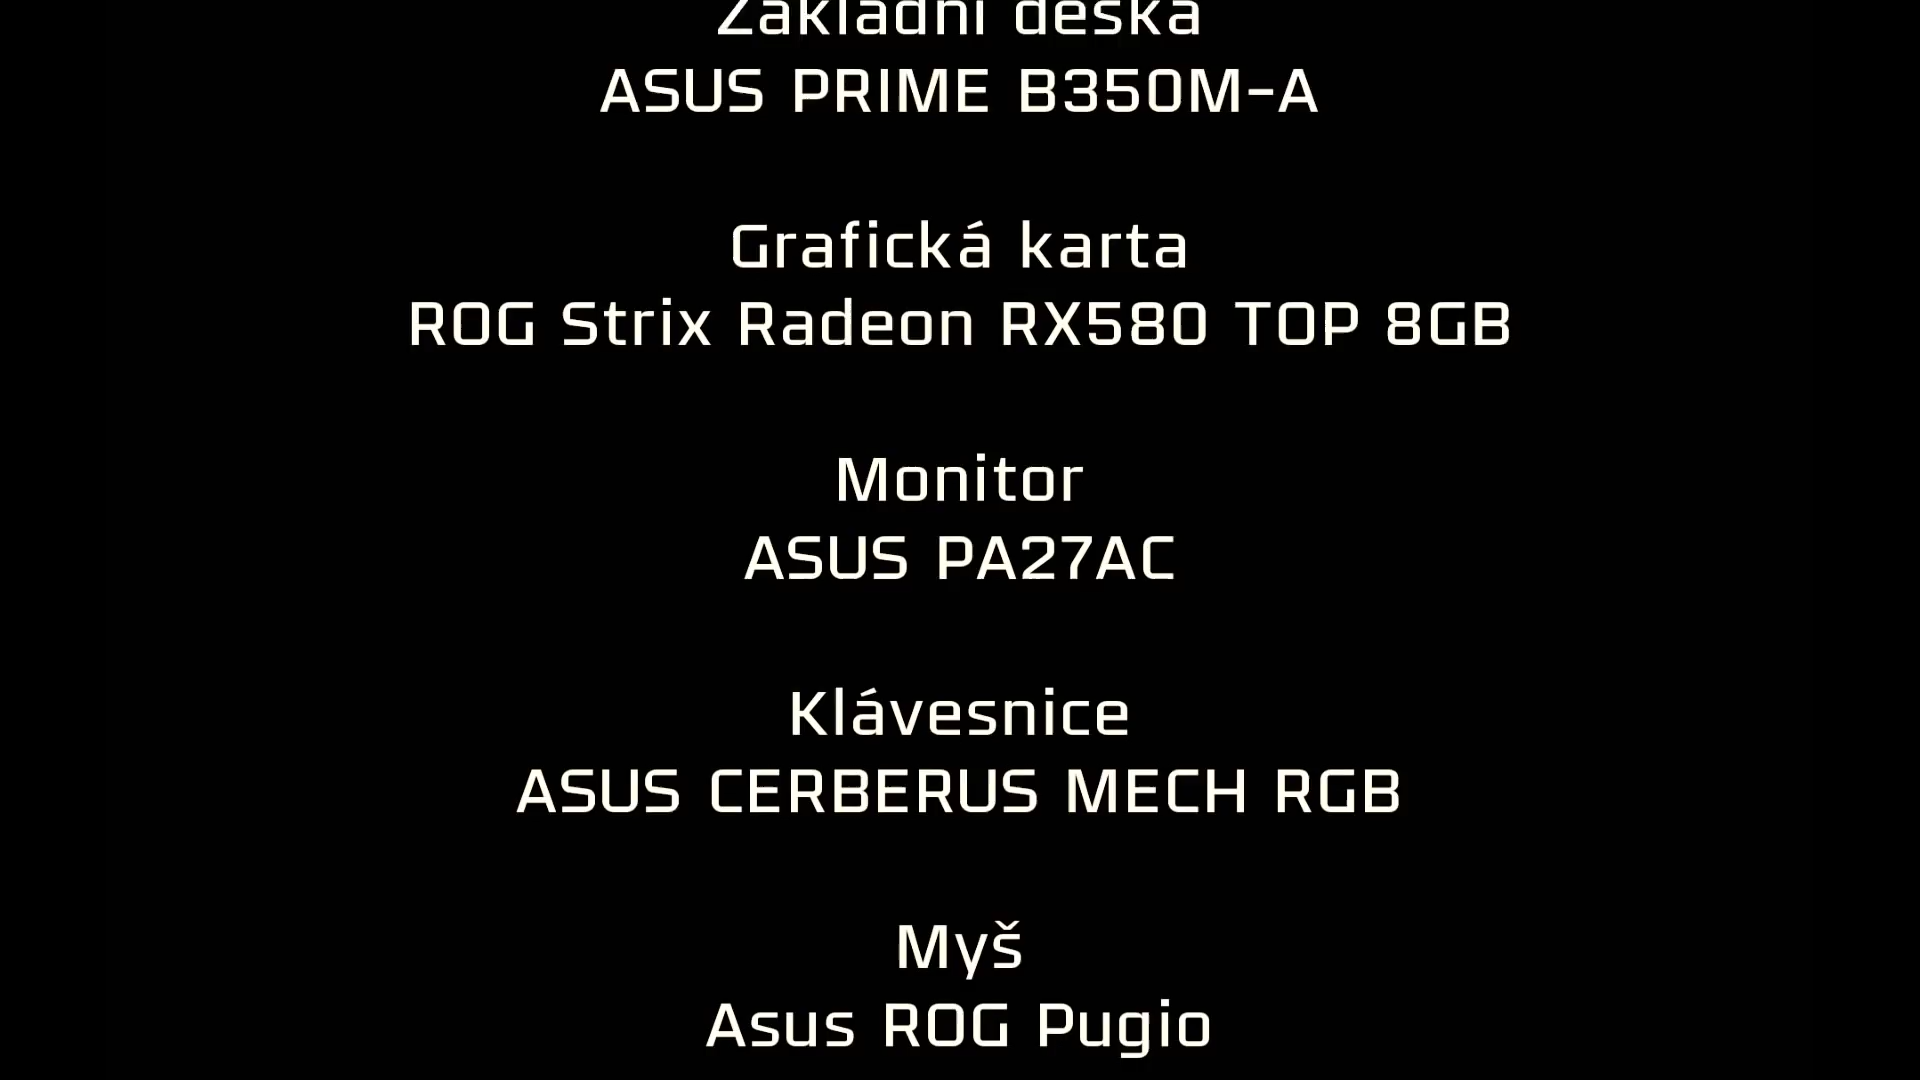 Základní deska
ASUS PRIME B350M-A
Grafická karta
ROG Strix Radeon RX580 TOP 8GB
Monitor
ASUS PA27AC
Klávesnice
ASUS CERBERUS MECH RGB
Myš
Asus ROG Pugio